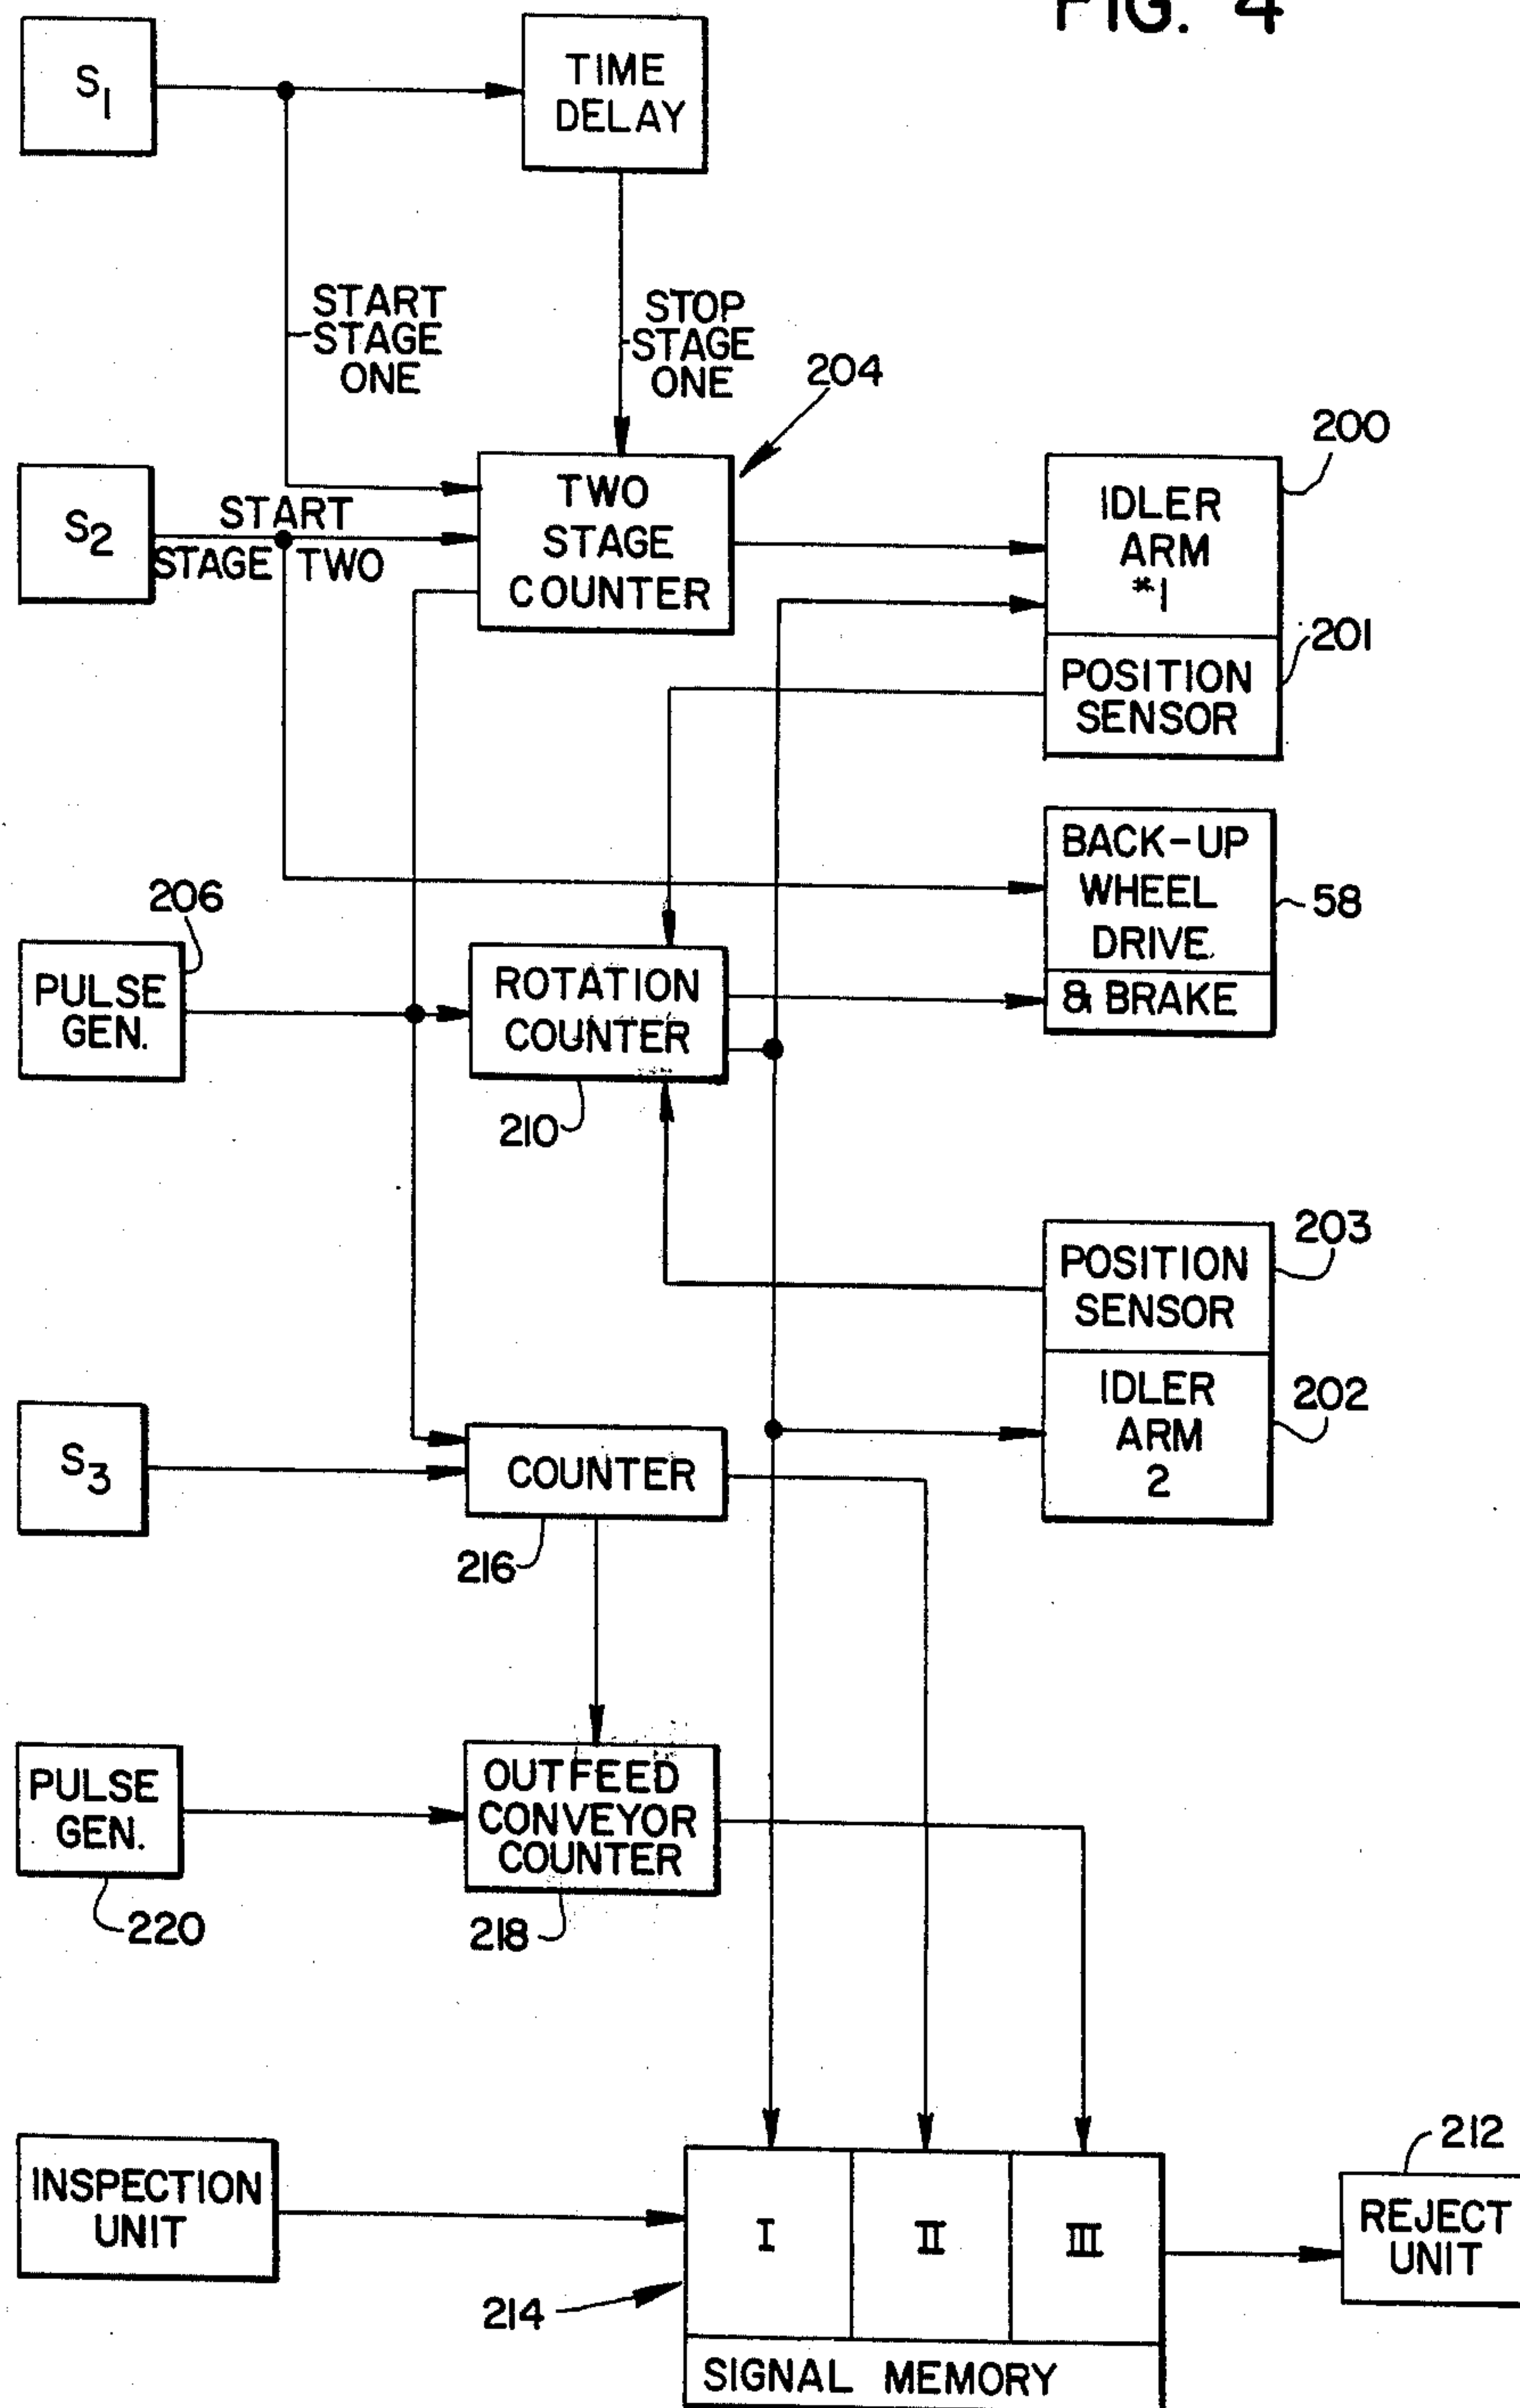 FIG. 4
S1
TIME
DELAY
START
STAGE
ONE
STOP
STAGE
ONE
204
200
S2
START
STAGE TWO
TWO
STAGE
COUNTER
IDLER
ARM
*1
201
POSITION
SENSOR
BACK-UP
WHEEL
DRIVE.
& BRAKE
58
206
PULSE
GEN.
ROTATION
COUNTER
210
203
POSITION
SENSOR
IDLER
ARM
2
202
S3
COUNTER
216
PULSE
GEN.
220
OUTFEED
CONVEYOR
COUNTER
218
INSPECTION
UNIT
I
II
III
214
SIGNAL MEMORY
212
REJECT
UNIT